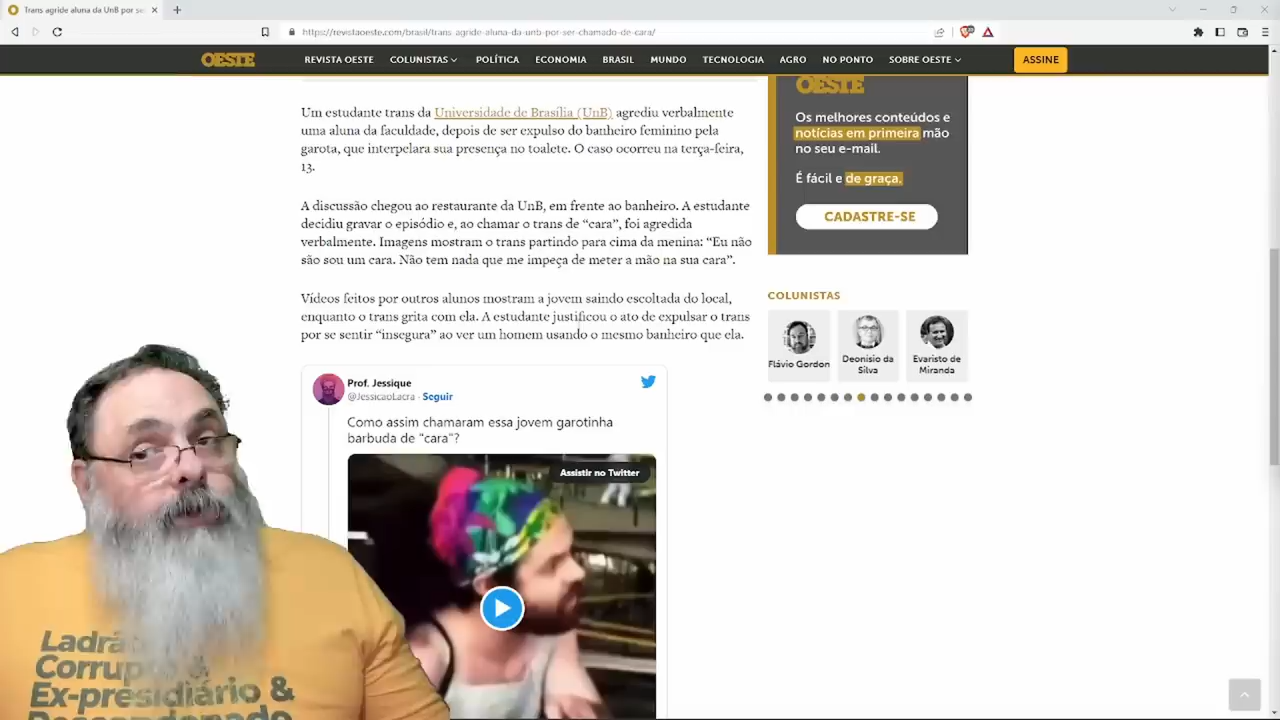 Trans agride aluna da UnB por se
https://revistaoeste.com/brasil/trans-agride-aluna-da-unb-por-ser-chamado-de-cara/
OESTE
REVISTA OESTE
COLUNISTAS
POLÍTICA
ECONOMIA
BRASIL
MUNDO
TECNOLOGIA
AGRO
NO PONTO
SOBRE OESTE
ASSINE
Um estudante trans da Universidade de Brasília (UnB) agrediu verbalmente
uma aluna da faculdade, depois de ser expulso do banheiro feminino pela
garota, que interpelara sua presença no toalete. O caso ocorreu na terça-feira,
13.
A discussão chegou ao restaurante da UnB, em frente ao banheiro. A estudante
decidiu gravar o episódio e, ao chamar o trans de “cara”, foi agredida
verbalmente. Imagens mostram o trans partindo para cima da menina: “Eu não
são sou um cara. Não tem nada que me impeça de meter a mão na sua cara”.
Vídeos feitos por outros alunos mostram a jovem saindo escoltada do local,
enquanto o trans grita com ela. A estudante justificou o ato de expulsar o trans
por se sentir “insegura” ao ver um homem usando o mesmo banheiro que ela.
Prof. Jessique
@JessicaoLacra · Seguir
Como assim chamaram essa jovem garotinha
barbuda de "cara"?
Assistir no Twitter
OESTE
Os melhores conteúdos e
notícias em primeira mão
no seu e-mail.
É fácil e de graça.
CADASTRE-SE
COLUNISTAS
Flávio Gordon
Deonísio da
Silva
Evaristo de
Miranda
Ladrão
Corrupto &
Ex-presidiário &
Descondenado